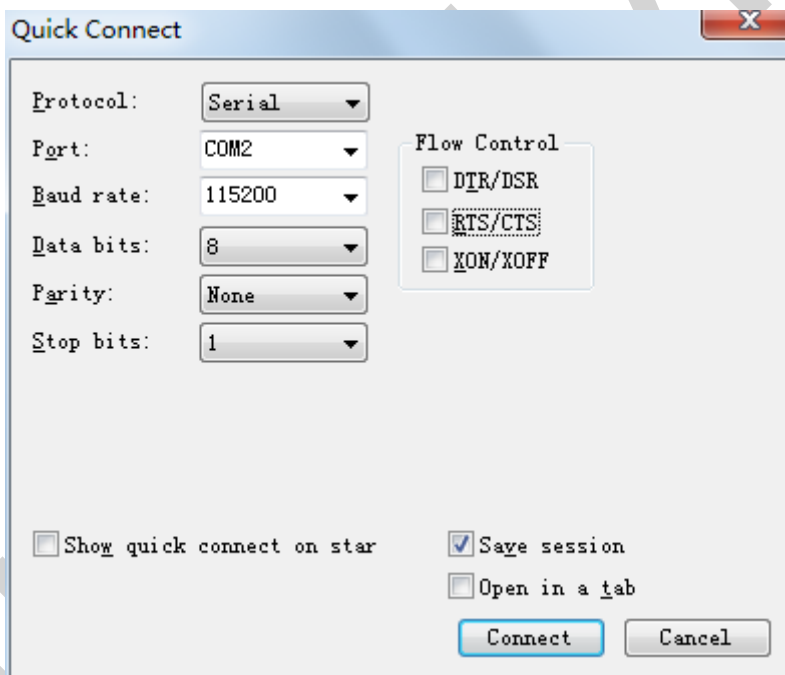 Quick Connect
Protocol: Serial
Port: COM2
Baud rate: 115200
Data bits: 8
Parity: None
Stop bits: 1
Flow Control
DTR/DSR
RTS/CTS
XON/XOFF
Show quick connect on star
Save session
Open in a tab
Connect Cancel